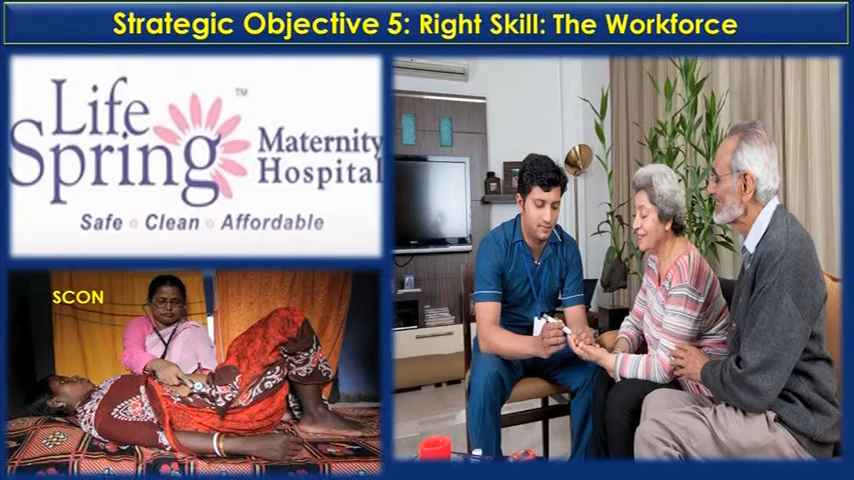 Strategic Objective 5: Right Skill: The Workforce
Life
Spring
™
Maternity
Hospital
Safe Clean Affordable
SCON